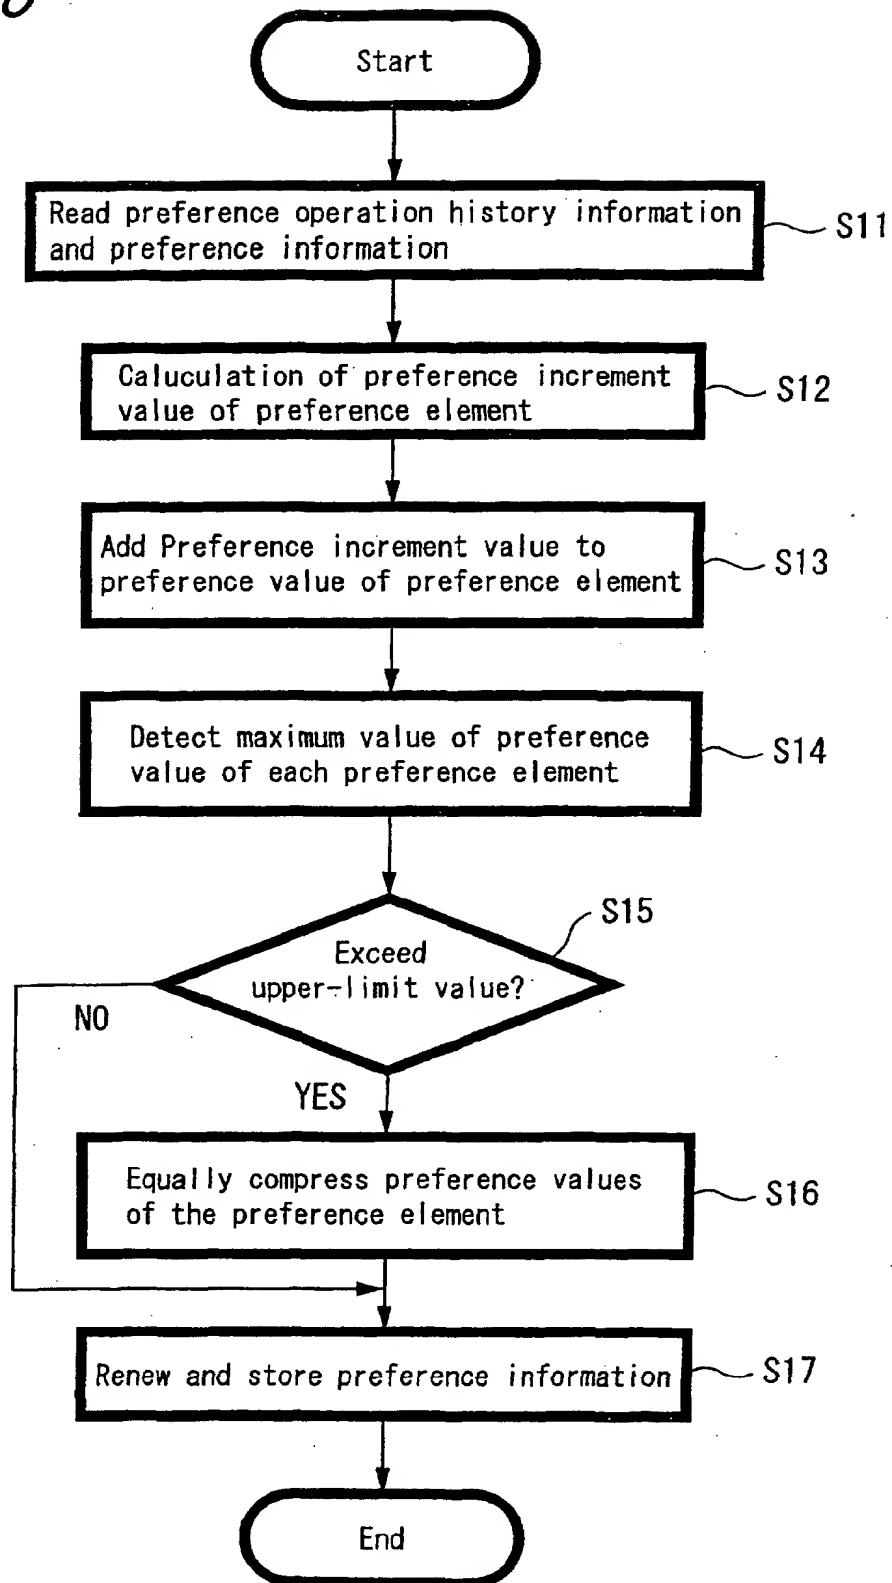 Start
Read preference operation history information
and preference information
S11
Caluculation of preference increment
value of preference element
S12
Add Preference increment value to
preference value of preference element
S13
Detect maximum value of preference
value of each preference element
S14
S15
Exceed
upper-limit value?
NO
YES
Equally compress preference values
of the preference element
S16
Renew and store preference information
S17
End